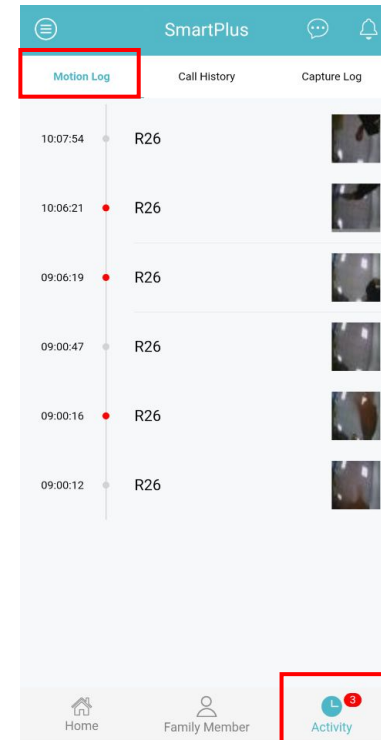 SmartPlus
Motion Log Call History Capture Log
10:07:54 R26
10:06:21 R26
09:06:19 R26
09:00:47 R26
09:00:16 R26
09:00:12 R26
3
Home Family Member Activity